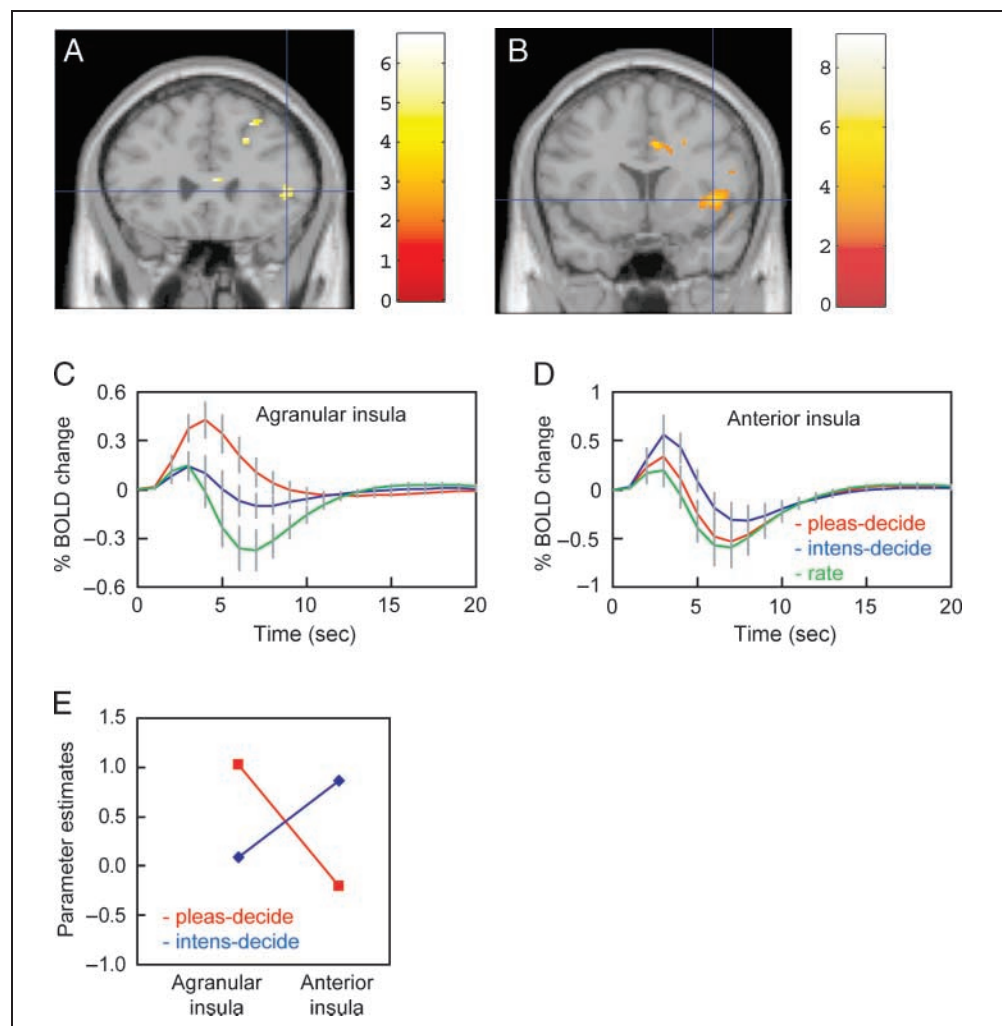 A
6
5
4
3
2
1
0
B
8
6
4
2
0
C
0.6
0.3
0
–0.3
–0.6
% BOLD change
Agranular insula
0 5 10 15 20
Time (sec)
D
1
0.5
0
–0.5
–1
% BOLD change
Anterior insula
- pleas-decide
- intens-decide
- rate
0 5 10 15 20
Time (sec)
E
1.5
1.0
0.5
0.0
–0.5
–1.0
Parameter estimates
- pleas-decide
- intens-decide
Agranular
insula
Anterior
insula